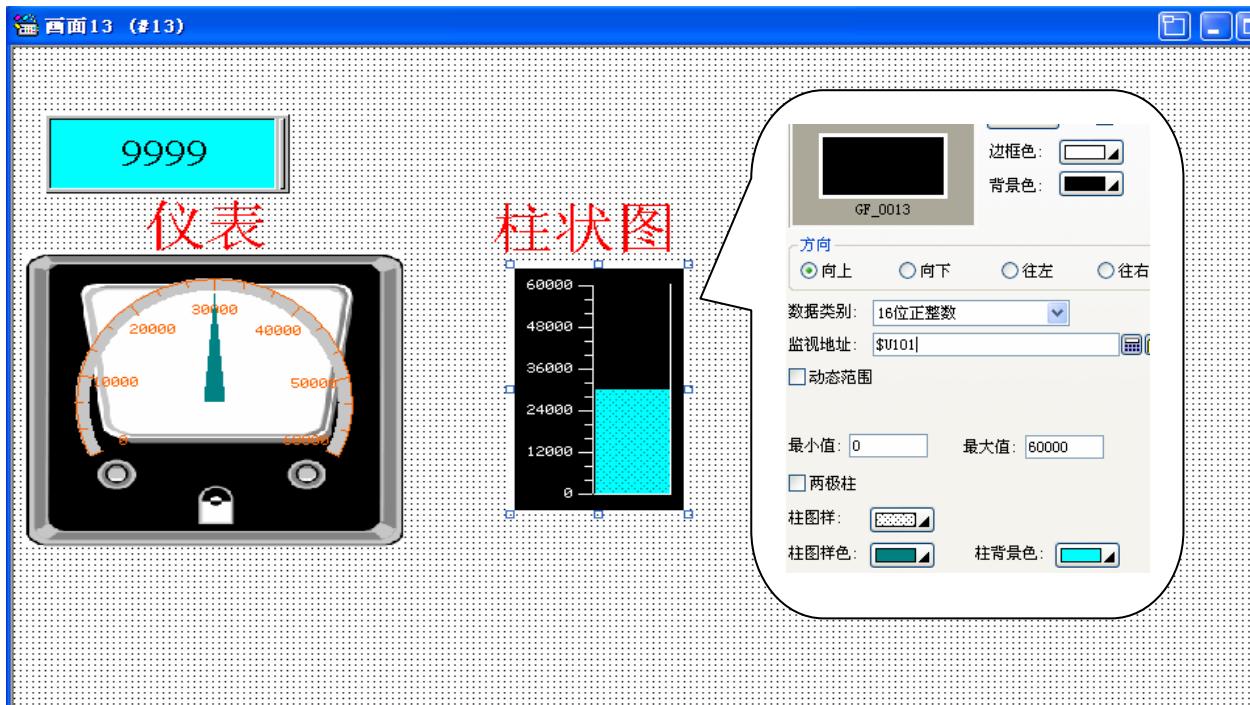 画面13 (#13)
9999
仪表
30000
20000
40000
10000
50000
0
60000
柱状图
60000
48000
36000
24000
12000
0
边框色:
背景色:
GF_0013
方向
向上 向下 往左 往右
数据类别: 16位正整数
监视地址: $U101
动态范围
最小值: 0 最大值: 60000
两极柱
柱图样:
柱图样色: 柱背景色: